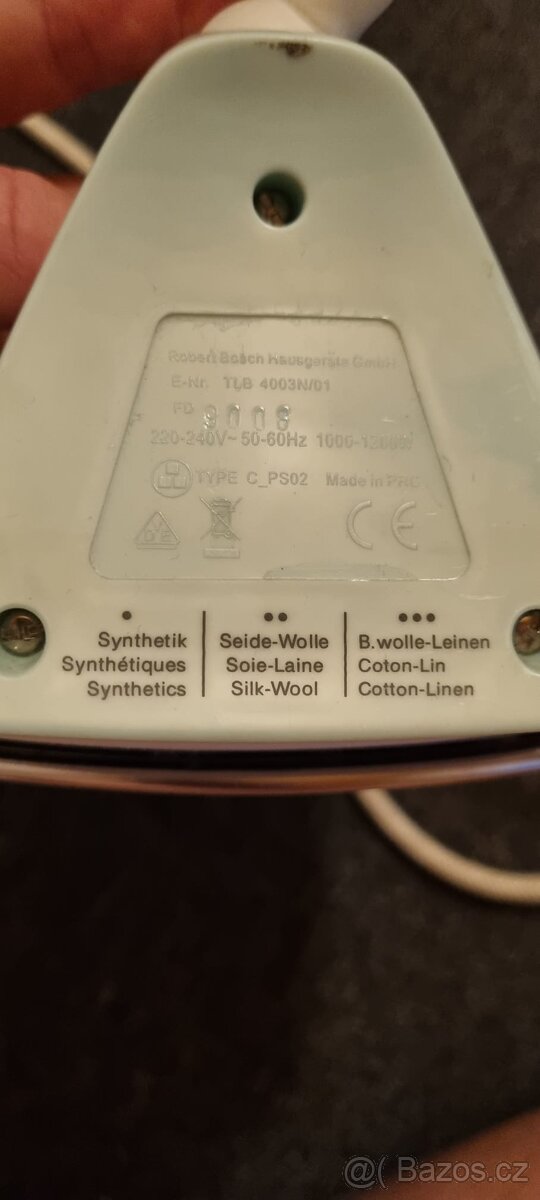 Robert Bosch Hausgeräte GmbH
E-Nr. TLB 4003N/01
FD 9008
220-240V~ 50-60Hz 1000-1200W
TYPE C_PS02 Made in PRC
CE
•
Synthetik
Synthétiques
Synthetics
••
Seide-Wolle
Soie-Laine
Silk-Wool
•••
B.wolle-Leinen
Coton-Lin
Cotton-Linen
@( Bazos.cz